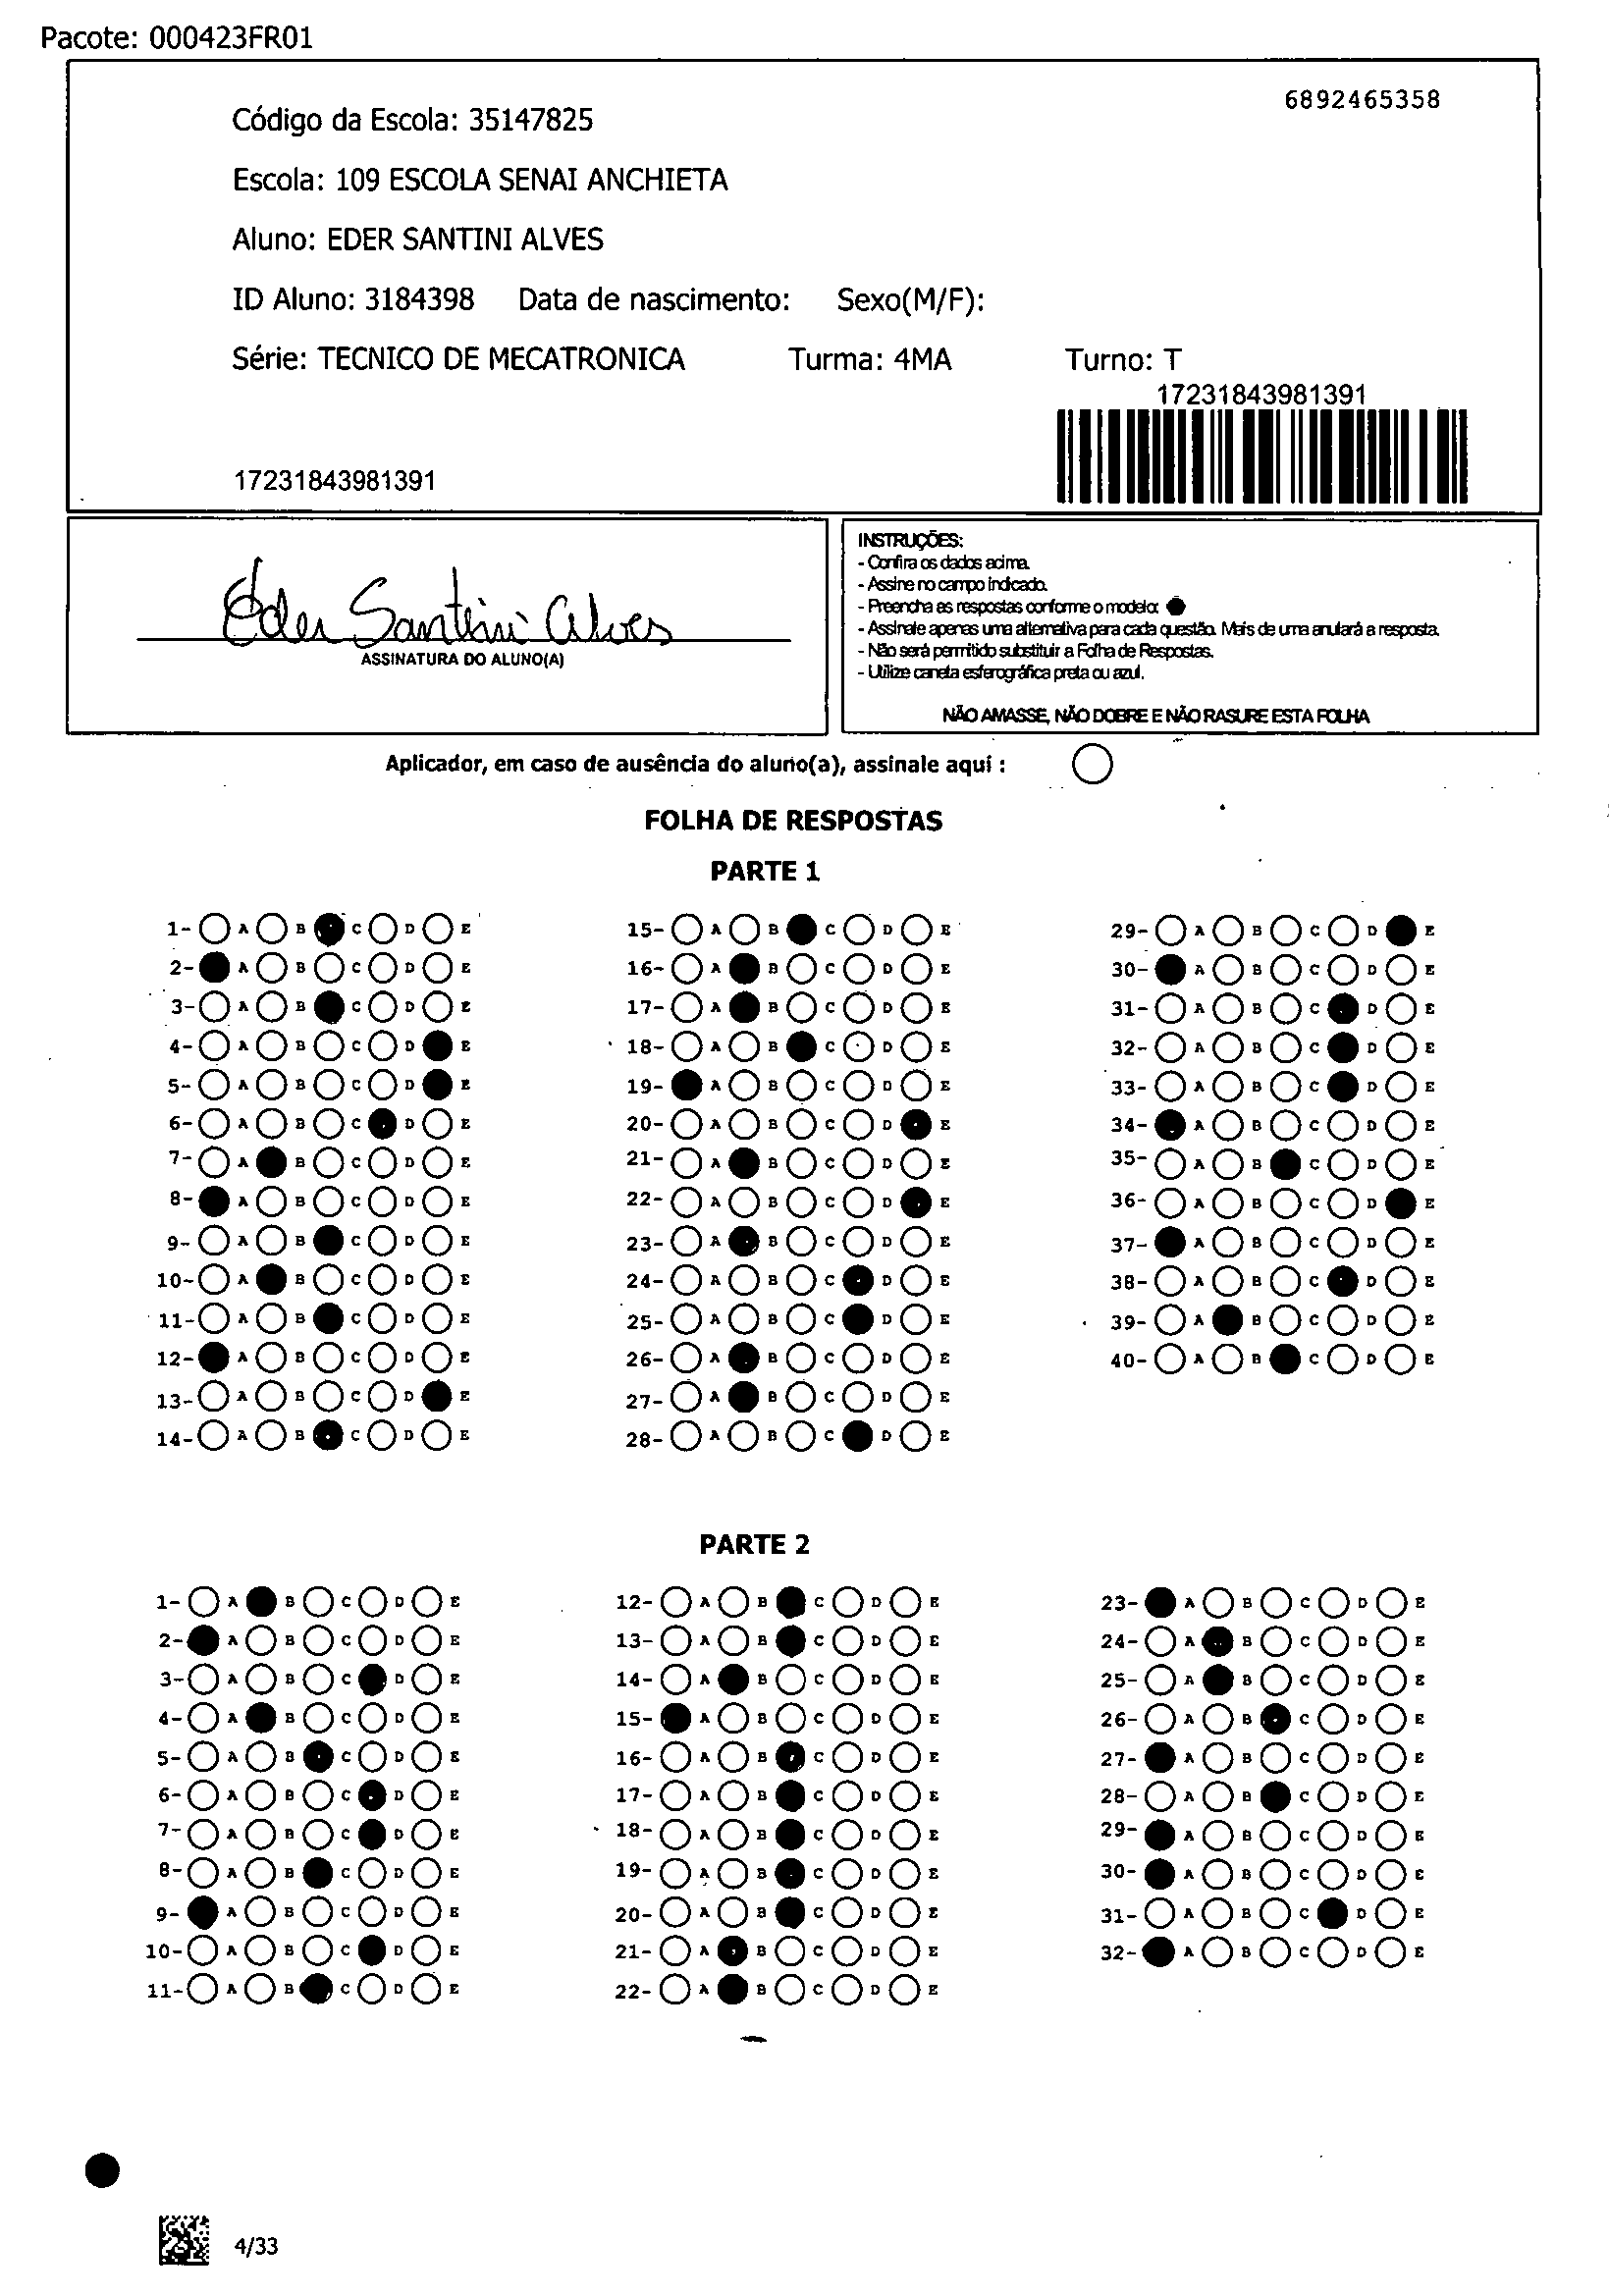 Pacote: 000423FR01
6892465358
Código da Escola: 35147825
Escola: 109 ESCOLA SENAI ANCHIETA
Aluno: EDER SANTINI ALVES
ID Aluno: 3184398 Data de nascimento: Sexo(M/F):
Série: TECNICO DE MECATRONICA Turma: 4MA Turno: T
17231843981391
17231843981391
Eder Santini Alves
ASSINATURA DO ALUNO(A)
INSTRUÇÕES:
- Confira os dados acima.
- Assine no campo indicado.
- Preencha as respostas conforme o modelo:
- Assinale apenas uma alternativa para cada questão. Mais de uma anulará a resposta.
- Não será permitido substituir a Folha de Respostas.
- Utilize caneta esferográfica preta ou azul.
NÃO AMASSE, NÃO DOBRE E NÃO RASURE ESTA FOLHA
Aplicador, em caso de ausência do aluno(a), assinale aqui :
FOLHA DE RESPOSTAS
PARTE 1
1- A B C D E 15- A B C D E 29- A B C D E
2- A B C D E 16- A B C D E 30- A B C D E
3- A B C D E 17- A B C D E 31- A B C D E
4- A B C D E 18- A B C D E 32- A B C D E
5- A B C D E 19- A B C D E 33- A B C D E
6- A B C D E 20- A B C D E 34- A B C D E
7- A B C D E 21- A B C D E 35- A B C D E
8- A B C D E 22- A B C D E 36- A B C D E
9- A B C D E 23- A B C D E 37- A B C D E
10- A B C D E 24- A B C D E 38- A B C D E
11- A B C D E 25- A B C D E 39- A B C D E
12- A B C D E 26- A B C D E 40- A B C D E
13- A B C D E 27- A B C D E
14- A B C D E 28- A B C D E
PARTE 2
1- A B C D E 12- A B C D E 23- A B C D E
2- A B C D E 13- A B C D E 24- A B C D E
3- A B C D E 14- A B C D E 25- A B C D E
4- A B C D E 15- A B C D E 26- A B C D E
5- A B C D E 16- A B C D E 27- A B C D E
6- A B C D E 17- A B C D E 28- A B C D E
7- A B C D E 18- A B C D E 29- A B C D E
8- A B C D E 19- A B C D E 30- A B C D E
9- A B C D E 20- A B C D E 31- A B C D E
10- A B C D E 21- A B C D E 32- A B C D E
11- A B C D E 22- A B C D E
4/33